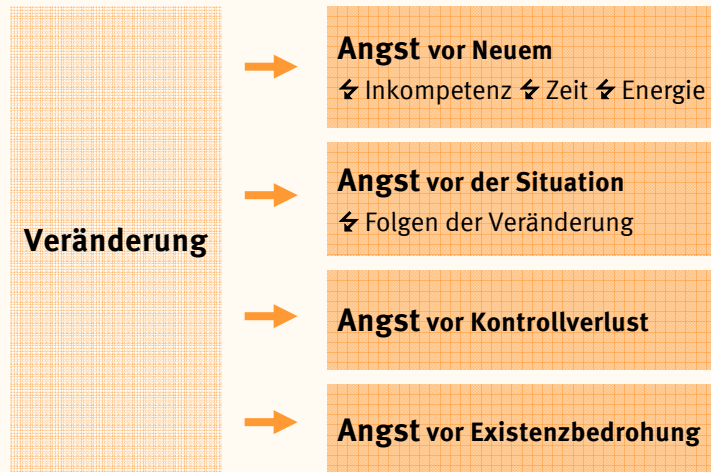 Veränderung
Angst vor Neuem
↯ Inkompetenz ↯ Zeit ↯ Energie
Angst vor der Situation
↯ Folgen der Veränderung
Angst vor Kontrollverlust
Angst vor Existenzbedrohung